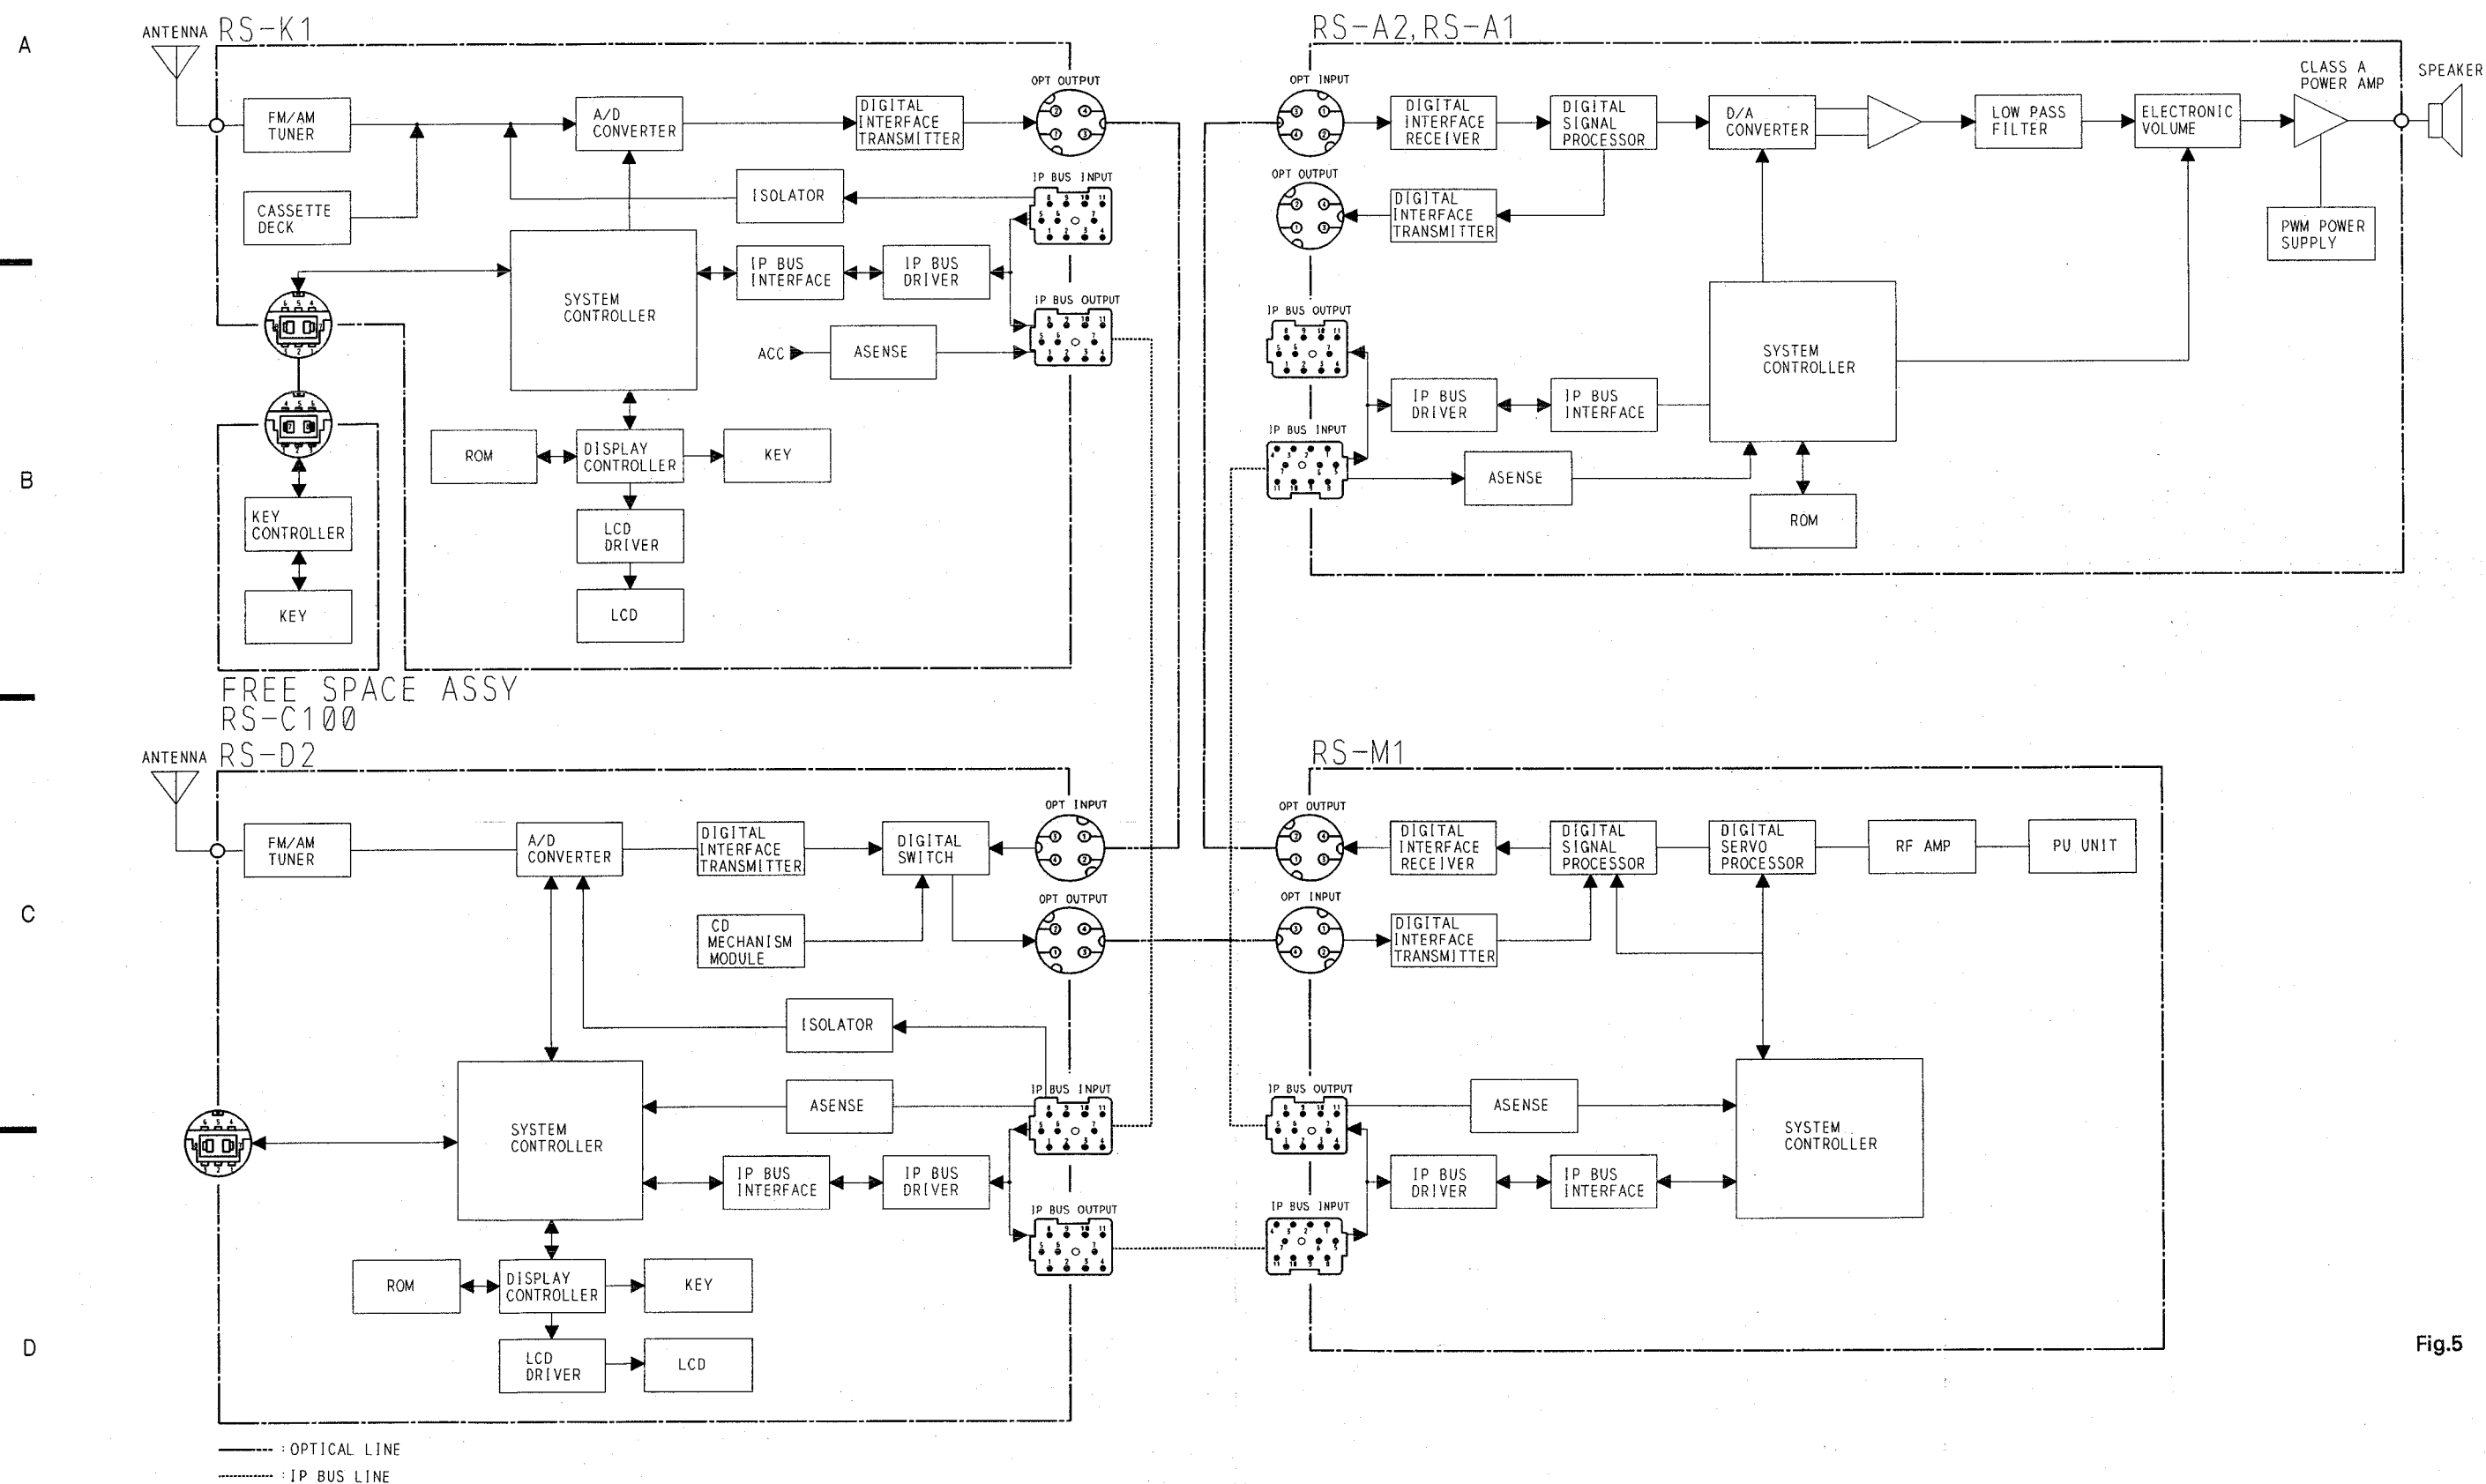 A
B
C
D
RS-K1
ANTENNA
FM/AM
TUNER
CASSETTE
DECK
A/D
CONVERTER
DIGITAL
INTERFACE
TRANSMITTER
OPT OUTPUT
ISOLATOR
IP BUS INPUT
SYSTEM
CONTROLLER
IP BUS
INTERFACE
IP BUS
DRIVER
IP BUS OUTPUT
ACC
ASENSE
ROM
DISPLAY
CONTROLLER
KEY
LCD
DRIVER
LCD
KEY
CONTROLLER
KEY
FREE SPACE ASSY
RS-C100
RS-A2, RS-A1
OPT INPUT
DIGITAL
INTERFACE
RECEIVER
DIGITAL
SIGNAL
PROCESSOR
D/A
CONVERTER
LOW PASS
FILTER
ELECTRONIC
VOLUME
CLASS A
POWER AMP
SPEAKER
OPT OUTPUT
DIGITAL
INTERFACE
TRANSMITTER
PWM POWER
SUPPLY
IP BUS OUTPUT
SYSTEM
CONTROLLER
IP BUS
DRIVER
IP BUS
INTERFACE
IP BUS INPUT
ASENSE
ROM
RS-D2
ANTENNA
FM/AM
TUNER
A/D
CONVERTER
DIGITAL
INTERFACE
TRANSMITTER
DIGITAL
SWITCH
OPT INPUT
OPT OUTPUT
CD
MECHANISM
MODULE
ISOLATOR
IP BUS INPUT
ASENSE
SYSTEM
CONTROLLER
IP BUS
INTERFACE
IP BUS
DRIVER
IP BUS OUTPUT
ROM
DISPLAY
CONTROLLER
KEY
LCD
DRIVER
LCD
RS-M1
OPT OUTPUT
DIGITAL
INTERFACE
RECEIVER
DIGITAL
SIGNAL
PROCESSOR
DIGITAL
SERVO
PROCESSOR
RF AMP
PU UNIT
OPT INPUT
DIGITAL
INTERFACE
TRANSMITTER
IP BUS OUTPUT
ASENSE
SYSTEM
CONTROLLER
IP BUS
DRIVER
IP BUS
INTERFACE
IP BUS INPUT
Fig.5
: OPTICAL LINE
: IP BUS LINE